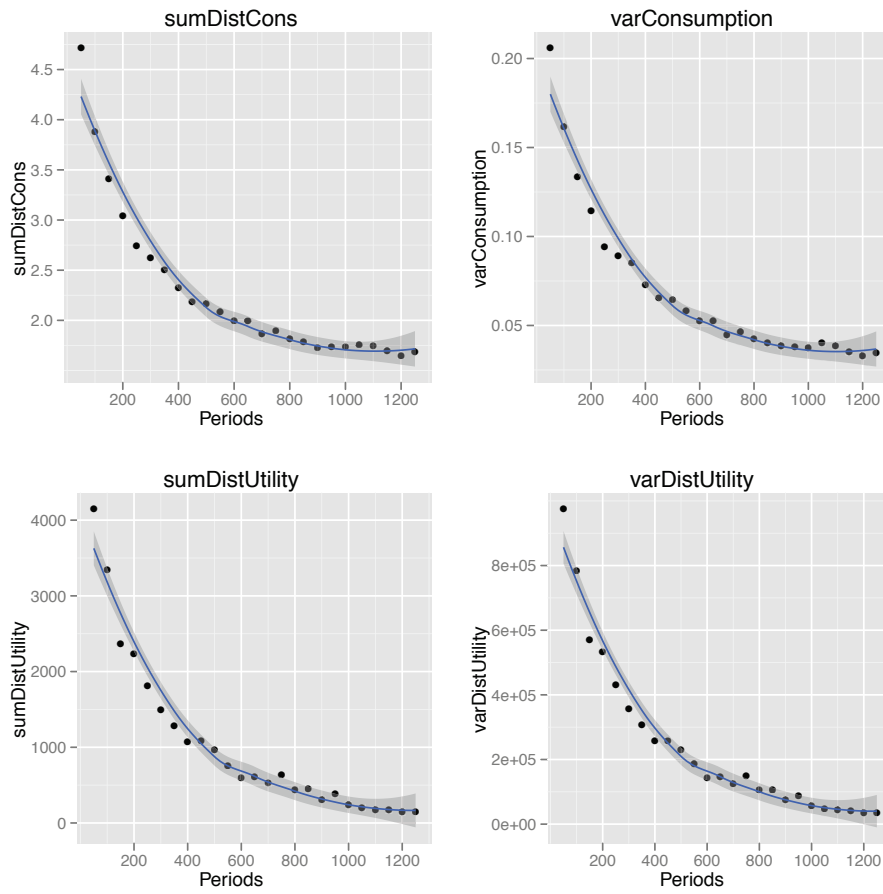 sumDistCons
sumDistCons
4.5
4.0
3.5
3.0
2.5
2.0
200 400 600 800 1000 1200
Periods
varConsumption
varConsumption
0.20
0.15
0.10
0.05
200 400 600 800 1000 1200
Periods
sumDistUtility
sumDistUtility
4000
3000
2000
1000
0
200 400 600 800 1000 1200
Periods
varDistUtility
varDistUtility
8e+05
6e+05
4e+05
2e+05
0e+00
200 400 600 800 1000 1200
Periods